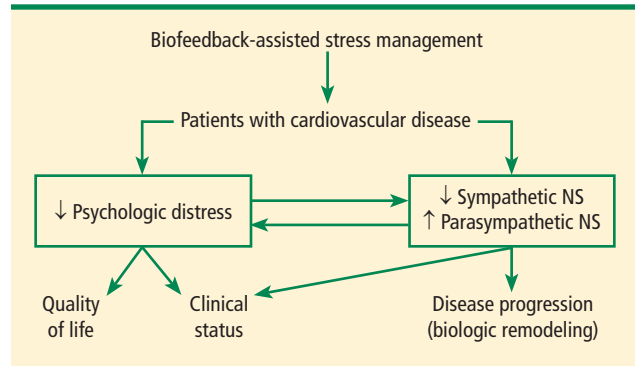 Biofeedback-assisted stress management
Patients with cardiovascular disease
↓ Psychologic distress
↓ Sympathetic NS
↑ Parasympathetic NS
Quality
of life
Clinical
status
Disease progression
(biologic remodeling)